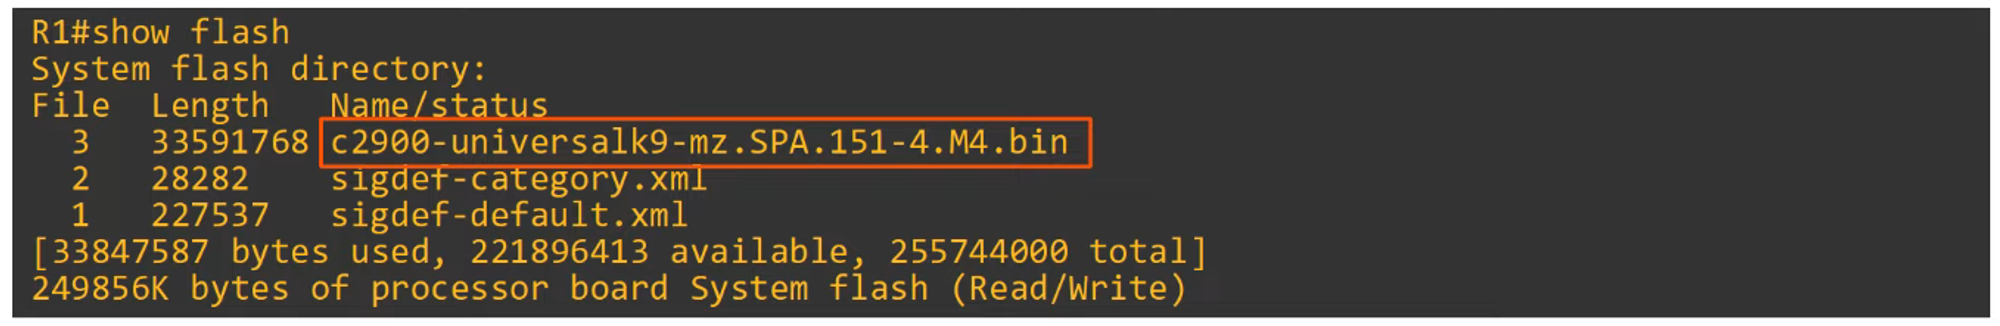 R1#show flash
System flash directory:
File  Length   Name/status
  3   33591768 c2900-universalk9-mz.SPA.151-4.M4.bin
  2   28282    sigdef-category.xml
  1   227537   sigdef-default.xml
[33847587 bytes used, 221896413 available, 255744000 total]
249856K bytes of processor board System flash (Read/Write)